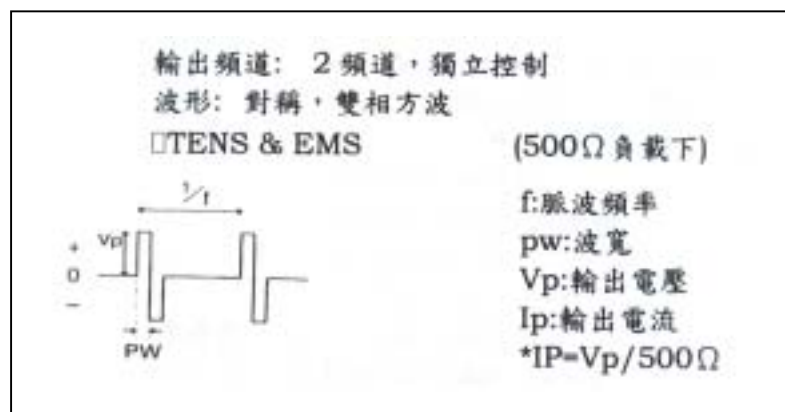 輸出頻道: 2 頻道，獨立控制
波形: 對稱，雙相方波
□TENS & EMS (500Ω負載下)
1/f
Vp
+
0
−
PW
f:脈波頻率
pw:波寬
Vp:輸出電壓
Ip:輸出電流
*IP=Vp/500Ω